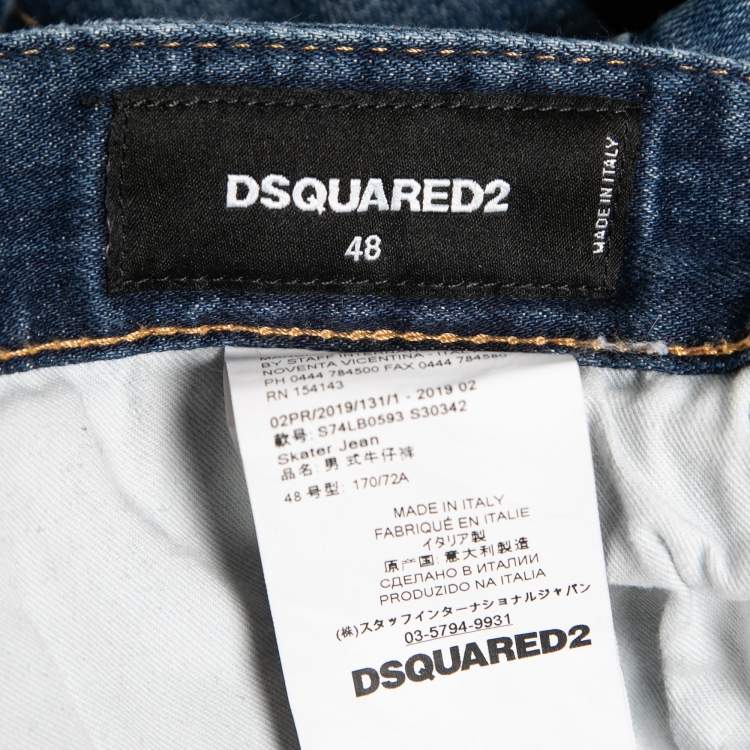 DSQUARED2
48
MADE IN ITALY
BY STAFF
NOVENTA VICENTINA -
PH 0444 784500 FAX 0444 784580
RN 154143
02PR/2019/131/1 - 2019 02
款号: S74LB0593 S30342
Skater Jean
品名: 男 式牛仔裤
48 号型: 170/72A
MADE IN ITALY
FABRIQUÉ EN ITALIE
イタリア製
原产国: 意大利製造
СДЕЛАНО В ИТАЛИИ
PRODUZIDO NA ITALIA
(株)スタッフインターナショナルジャパン
03-5794-9931
DSQUARED2